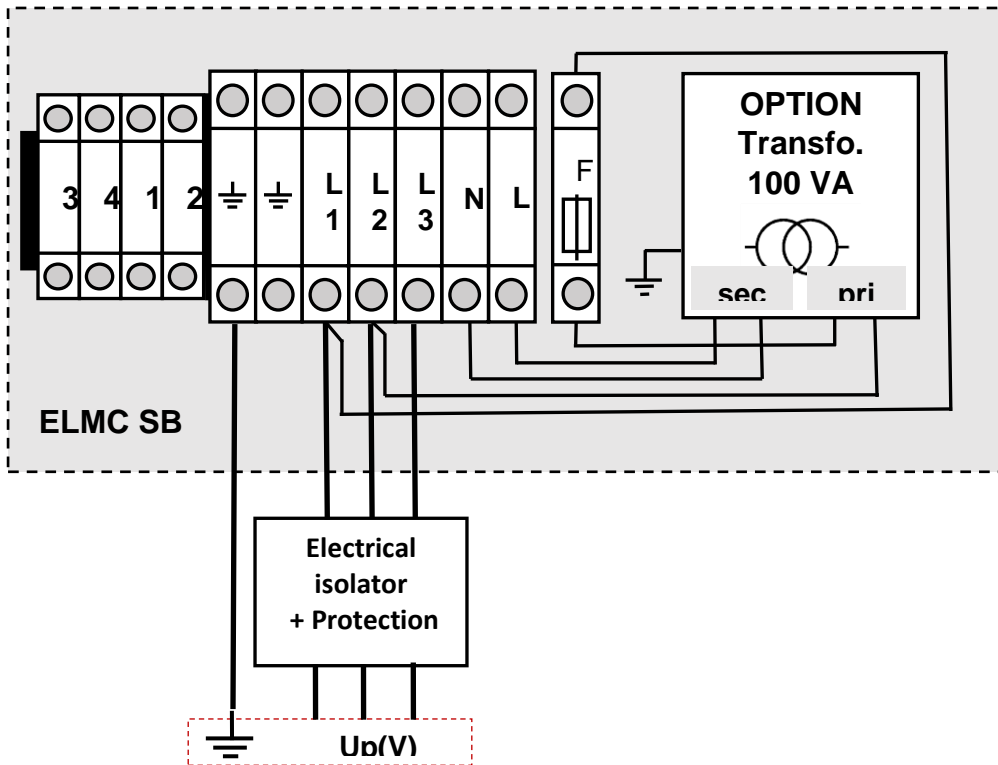 3 4 1 2
L 1
L 2
L 3
N
L
F
OPTION
Transfo.
100 VA
sec
pri
ELMC SB
Electrical
isolator
+ Protection
Up(V)